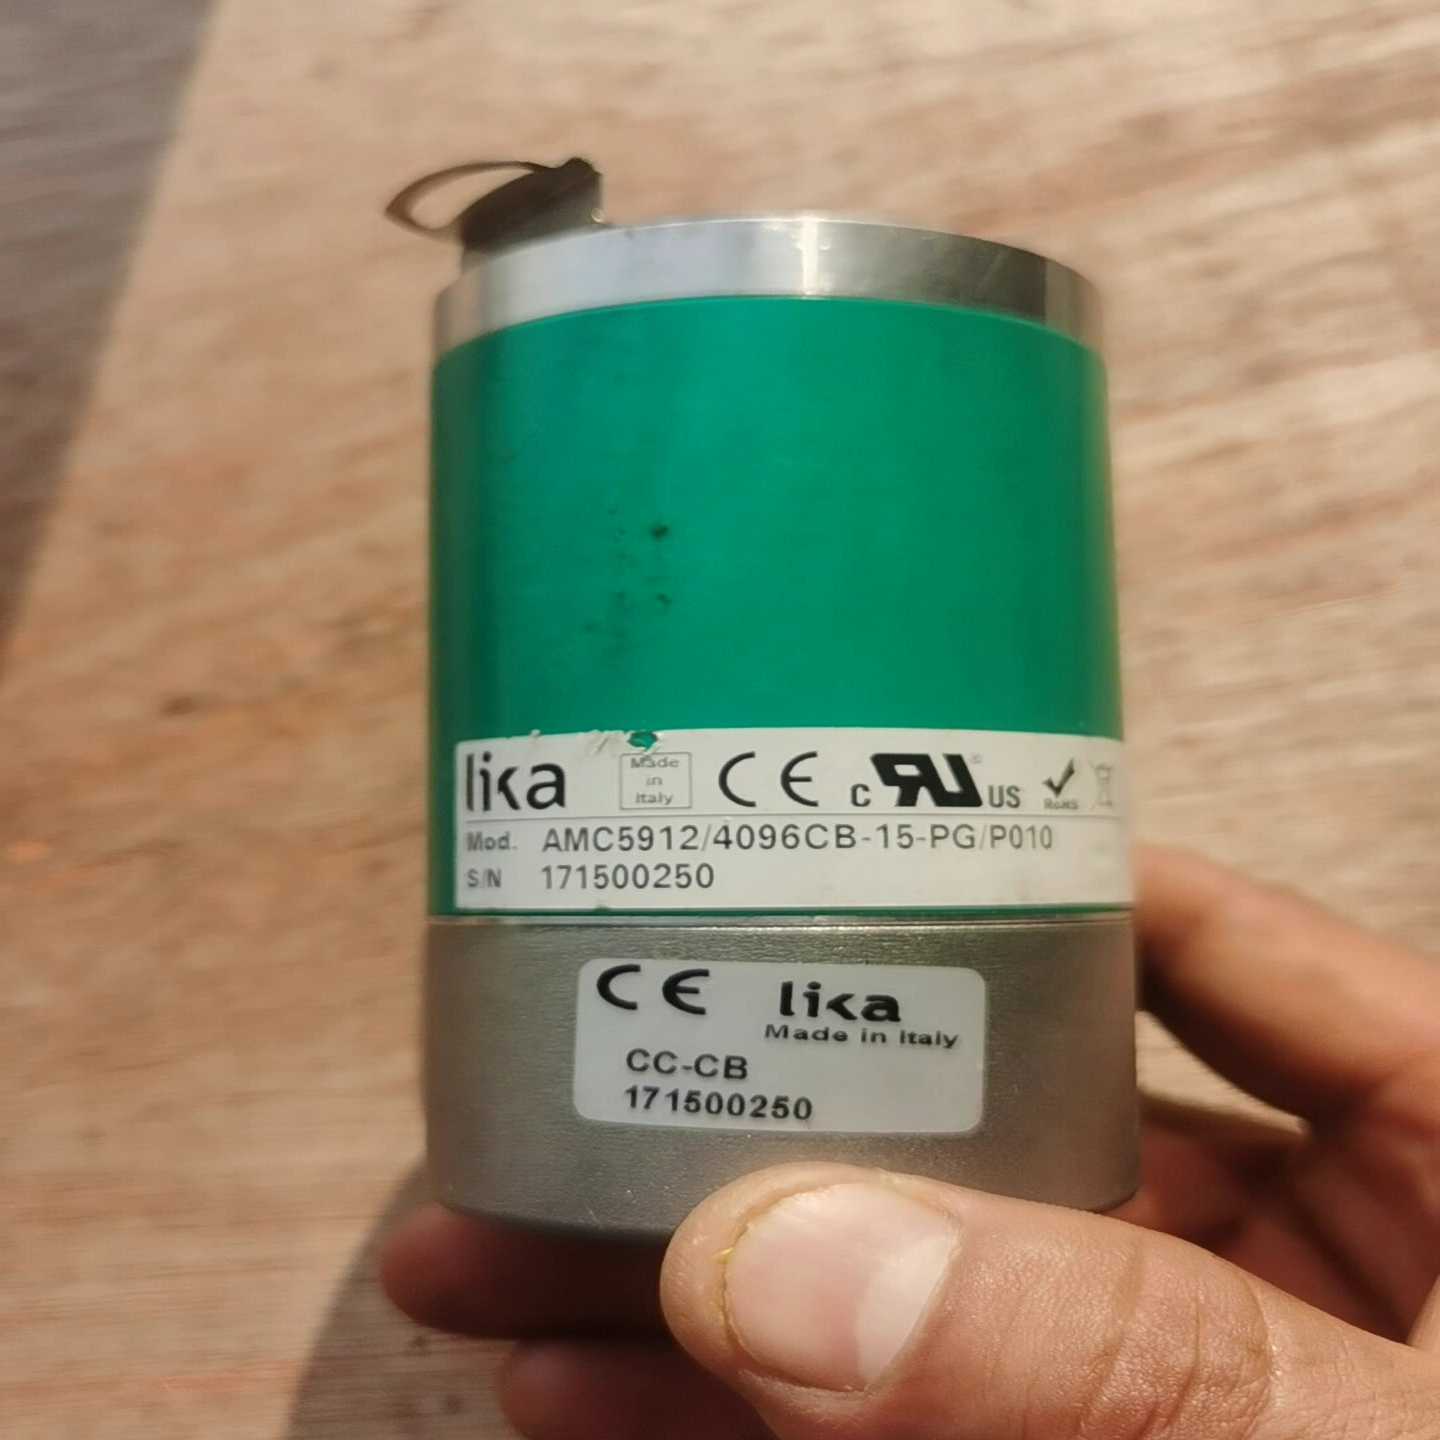 lika Made in Italy CE c RU ® US RoHS
Mod. AMC5912/4096CB-15-PG/P010
S/N 171500250
CE lika
Made in Italy
CC-CB
171500250